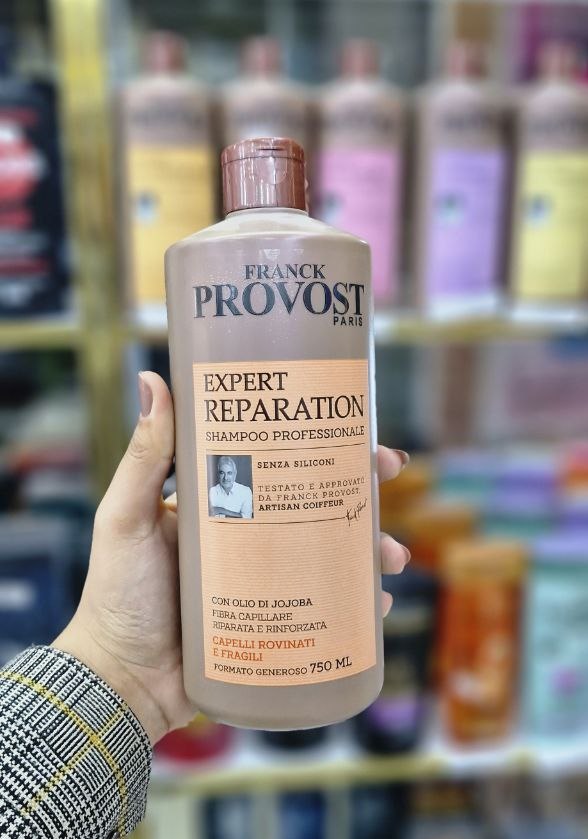 FRANCK
PROVOST
PARIS
EXPERT
REPARATION
SHAMPOO PROFESSIONALE
SENZA SILICONI
TESTATO E APPROVATO
DA FRANCK PROVOST,
ARTISAN COIFFEUR
CON OLIO DI JOJOBA
FIBRA CAPILLARE
RIPARATA E RINFORZATA
CAPELLI ROVINATI
E FRAGILI
FORMATO GENEROSO 750 ML